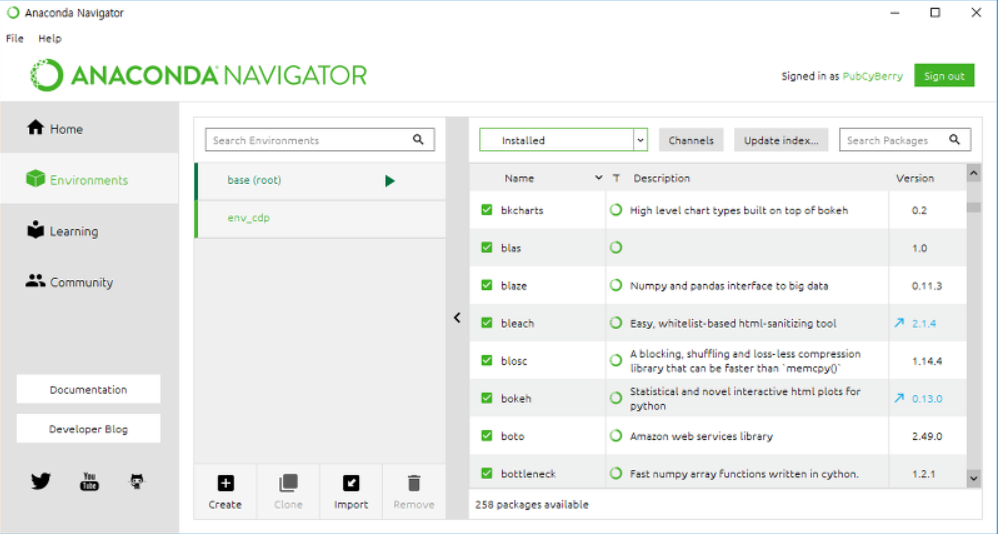 Anaconda Navigator
File Help
ANACONDA NAVIGATOR
Signed in as PubCyBerry Sign out
Home
Environments
Learning
Community
Documentation
Developer Blog
You
Tube
Search Environments
base (root)
env_cdp
Create Clone Import Remove
Installed Channels Update index... Search Packages
Name T Description Version
bkcharts High level chart types built on top of bokeh 0.2
blas 1.0
blaze Numpy and pandas interface to big data 0.11.3
bleach Easy, whitelist-based html-sanitizing tool 2.1.4
blosc A blocking, shuffling and loss-less compression
library that can be faster than `memcpy()` 1.14.4
bokeh Statistical and novel interactive html plots for
python 0.13.0
boto Amazon web services library 2.49.0
bottleneck Fast numpy array functions written in cython. 1.2.1
258 packages available